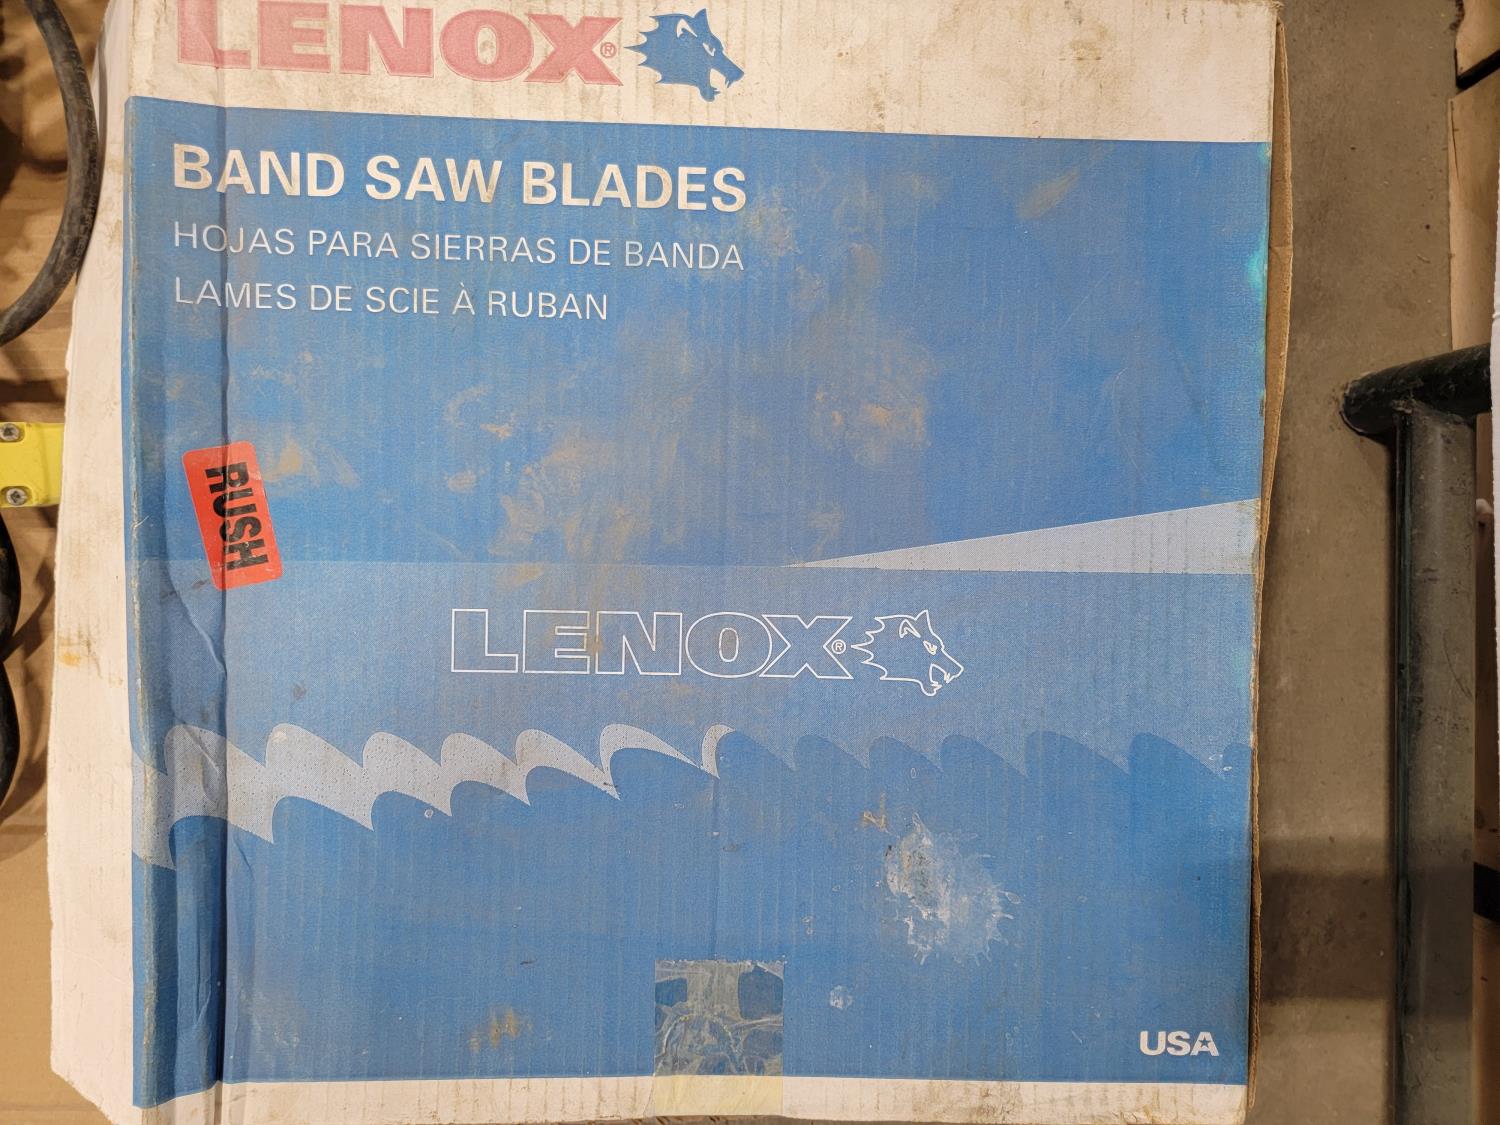 LENOX®
BAND SAW BLADES
HOJAS PARA SIERRAS DE BANDA
LAMES DE SCIE À RUBAN
RUSH
LENOX®
USA